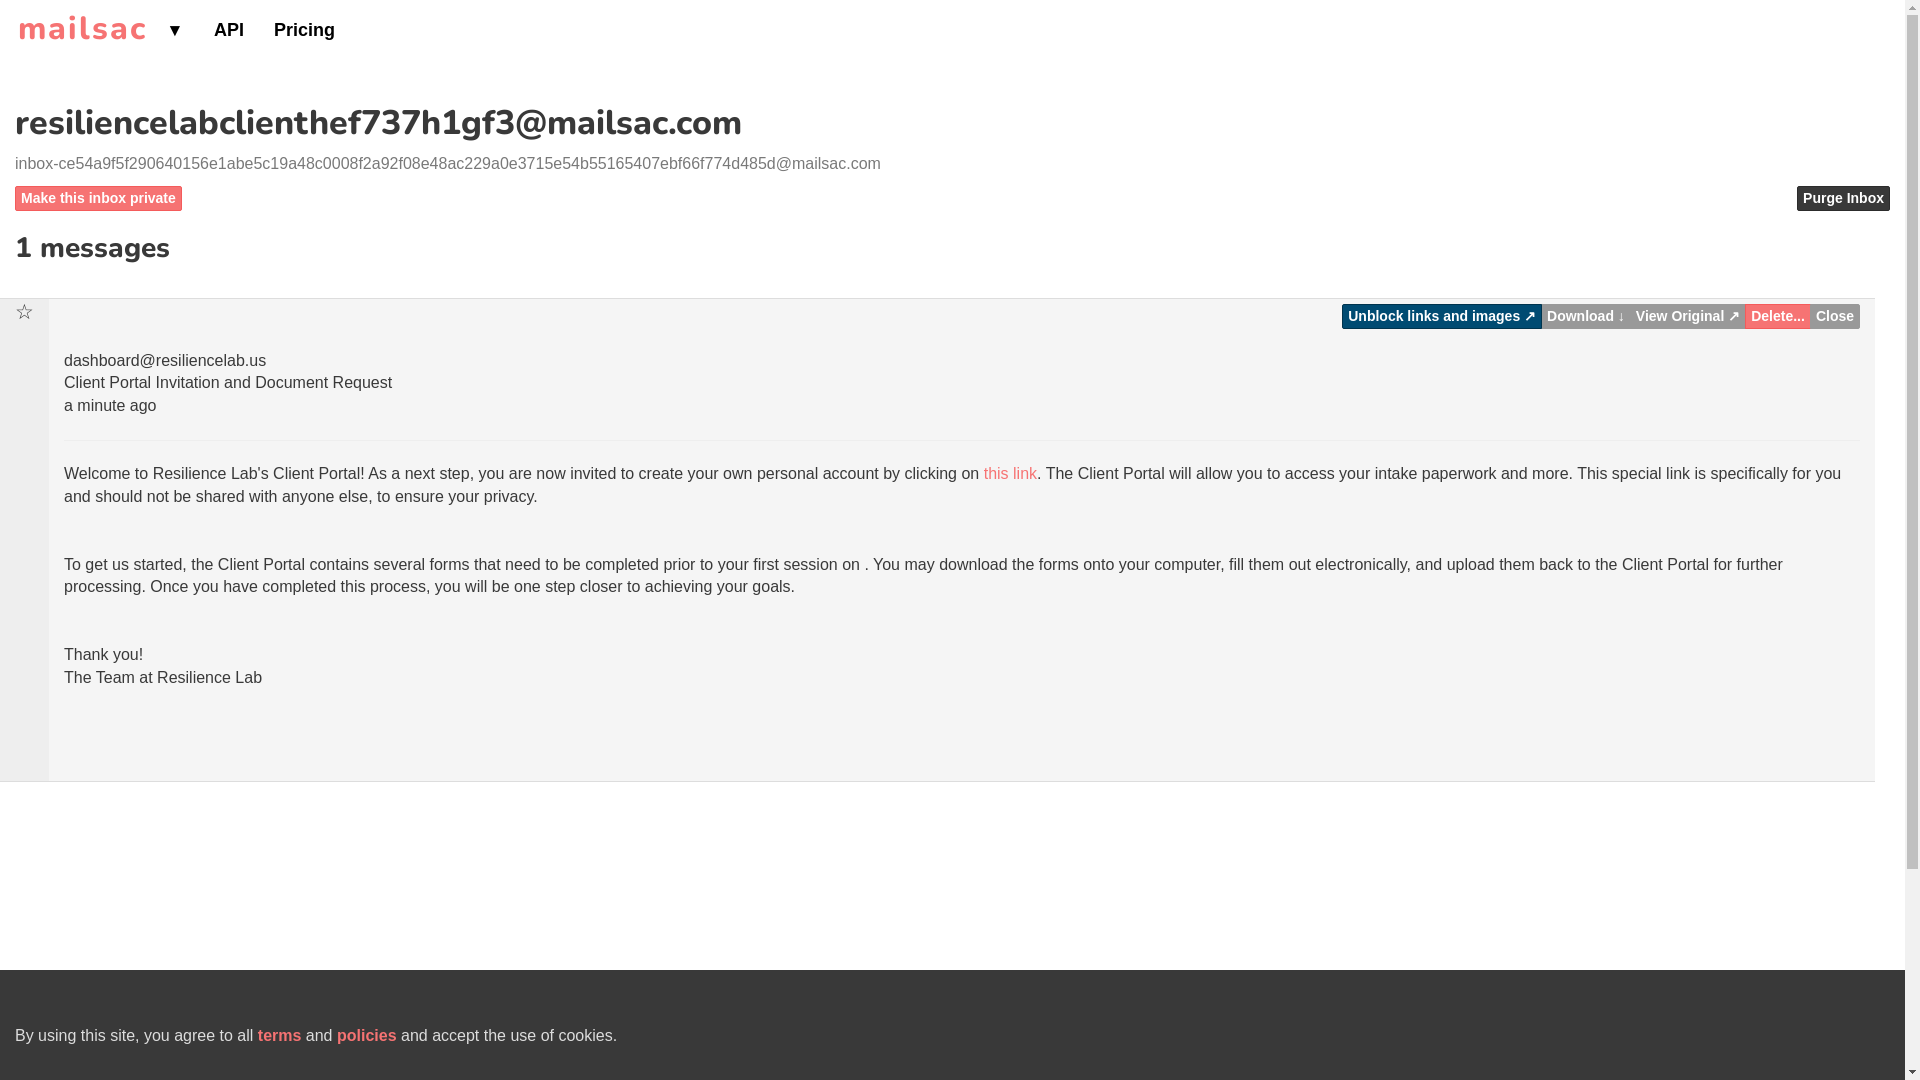 mailsac ▼ API Pricing
resiliencelabclienthef737h1gf3@mailsac.com
inbox-ce54a9f5f290640156e1abe5c19a48c0008f2a92f08e48ac229a0e3715e54b55165407ebf66f774d485d@mailsac.com
Make this inbox private Purge Inbox
1 messages
☆ Unblock links and images ↗ Download ↓ View Original ↗ Delete... Close
dashboard@resiliencelab.us
Client Portal Invitation and Document Request
a minute ago
Welcome to Resilience Lab's Client Portal! As a next step, you are now invited to create your own personal account by clicking on this link. The Client Portal will allow you to access your intake paperwork and more. This special link is specifically for you
and should not be shared with anyone else, to ensure your privacy.
To get us started, the Client Portal contains several forms that need to be completed prior to your first session on . You may download the forms onto your computer, fill them out electronically, and upload them back to the Client Portal for further
processing. Once you have completed this process, you will be one step closer to achieving your goals.
Thank you!
The Team at Resilience Lab
By using this site, you agree to all terms and policies and accept the use of cookies.